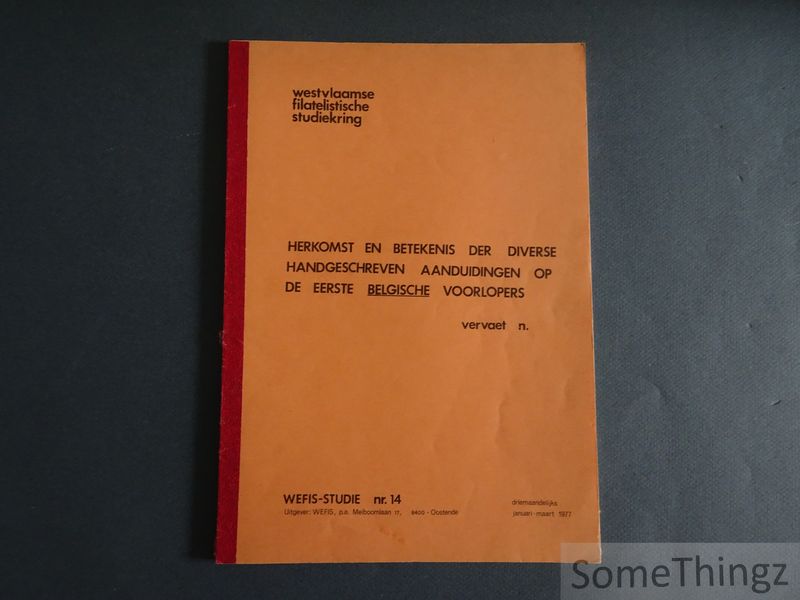 westvlaamse
filatelistische
studiekring
HERKOMST EN BETEKENIS DER DIVERSE
HANDGESCHREVEN AANDUIDINGEN OP
DE EERSTE BELGISCHE VOORLOPERS
vervaet n.
WEFIS-STUDIE nr. 14
Uitgever: WEFIS, p.a. Meiboomlaan 17, 8400 - Oostende
driemaandelijks
januari-maart 1977
SomeThingz